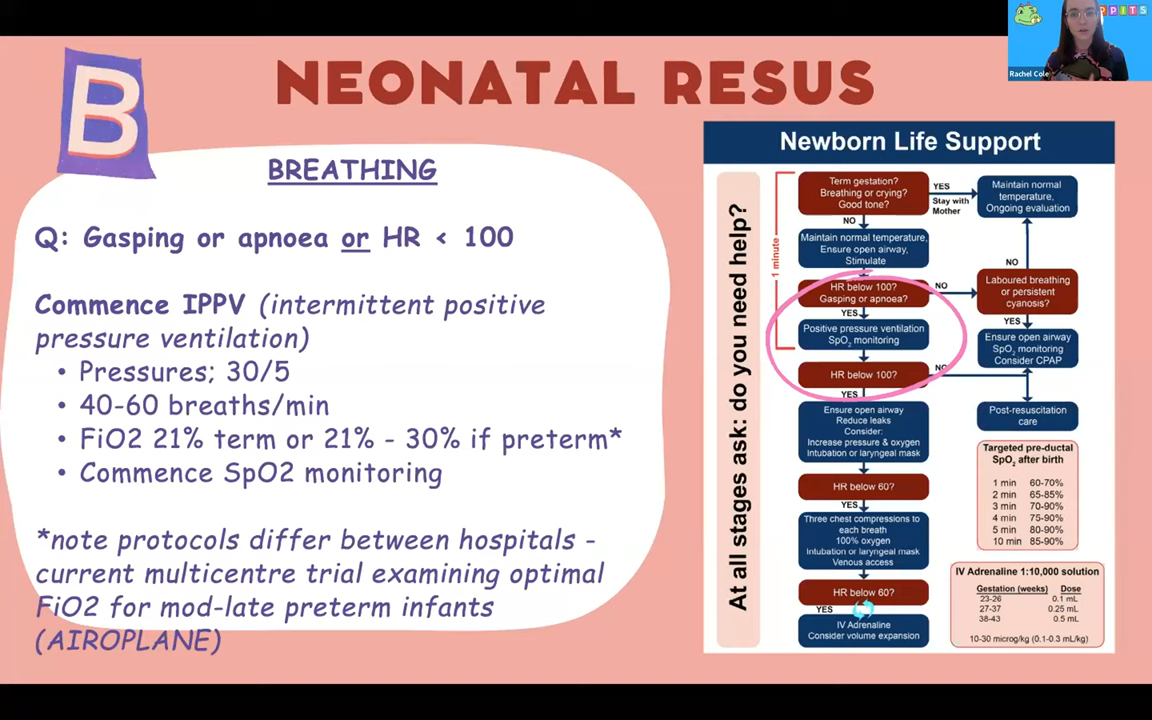 PPITS
Rachel Cole
B
NEONATAL RESUS
BREATHING
Q: Gasping or apnoea or HR < 100
Commence IPPV (intermittent positive
pressure ventilation)
• Pressures; 30/5
• 40-60 breaths/min
• FiO2 21% term or 21% - 30% if preterm*
• Commence SpO2 monitoring
*note protocols differ between hospitals -
current multicentre trial examining optimal
FiO2 for mod-late preterm infants
(AIROPLANE)
Newborn Life Support
At all stages ask: do you need help?
1 minute
Term gestation?
Breathing or crying?
Good tone?
YES
Stay with
Mother
Maintain normal
temperature,
Ongoing evaluation
NO
Maintain normal temperature,
Ensure open airway,
Stimulate
NO
HR below 100?
Gasping or apnoea?
NO
Laboured breathing
or persistent
cyanosis?
YES
YES
Positive pressure ventilation
SpO2 monitoring
Ensure open airway
SpO2 monitoring
Consider CPAP
HR below 100?
NO
YES
Ensure open airway
Reduce leaks
Consider:
Increase pressure & oxygen
Intubation or laryngeal mask
Post-resuscitation
care
HR below 60?
YES
Three chest compressions to
each breath
100% oxygen
Intubation or laryngeal mask
Venous access
HR below 60?
YES
IV Adrenaline
Consider volume expansion
Targeted pre-ductal
SpO2 after birth
1 min 60-70%
2 min 65-85%
3 min 70-90%
4 min 75-90%
5 min 80-90%
10 min 85-90%
IV Adrenaline 1:10,000 solution
Gestation (weeks) Dose
23-26 0.1 mL
27-37 0.25 mL
38-43 0.5 mL
10-30 microg/kg (0.1-0.3 mL/kg)